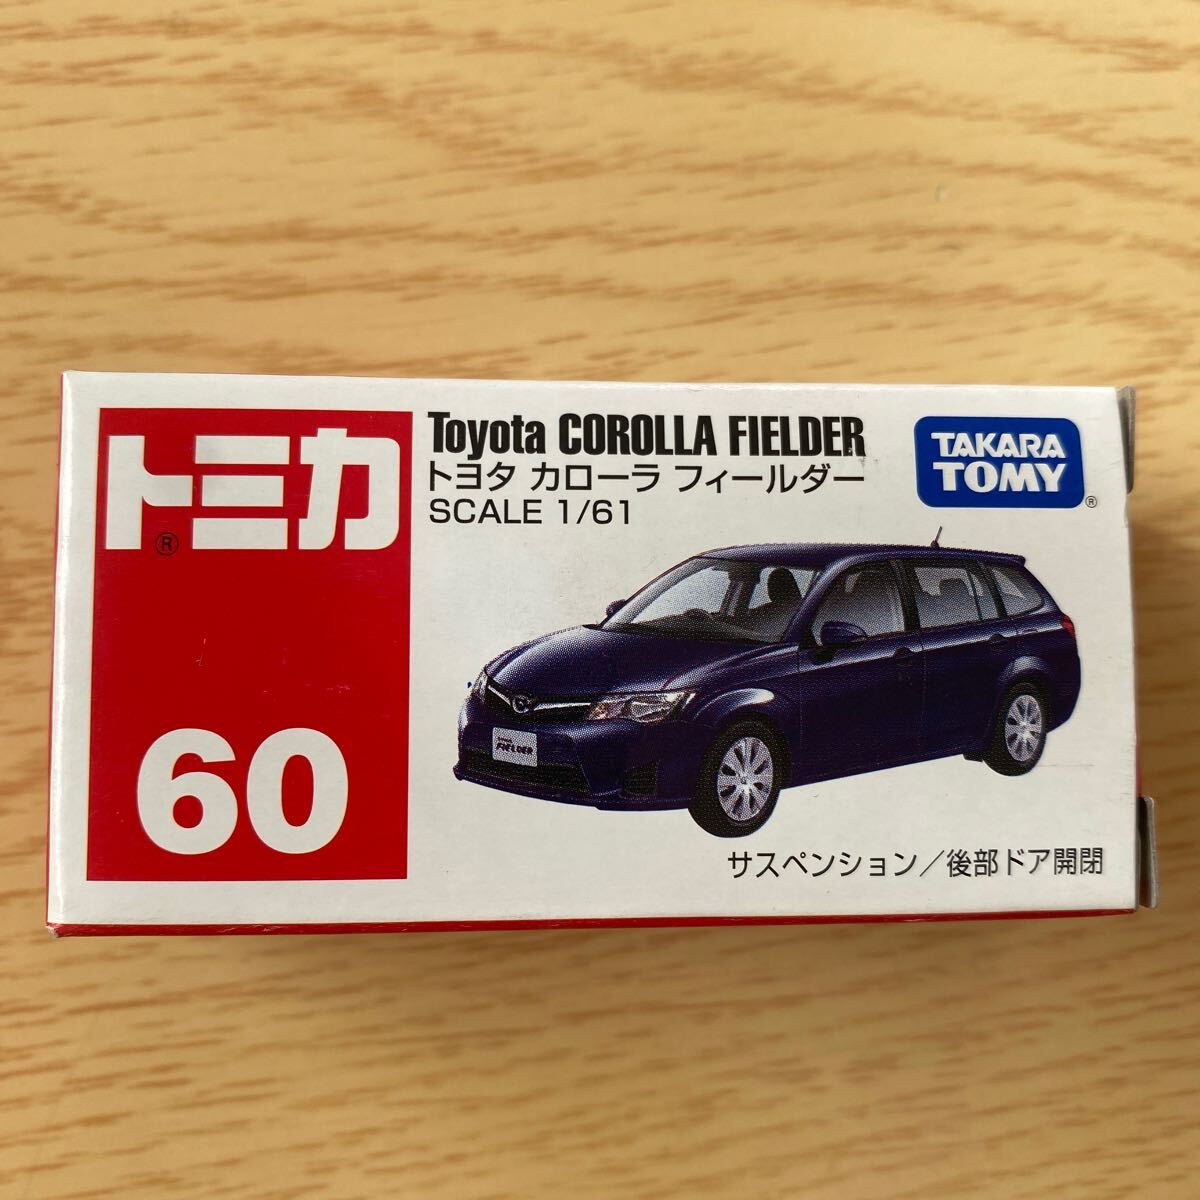 トミカ®
60
Toyota COROLLA FIELDER
トヨタ カローラ フィールダー
SCALE 1/61
TAKARA
TOMY®
FIELDER
サスペンション／後部ドア開閉